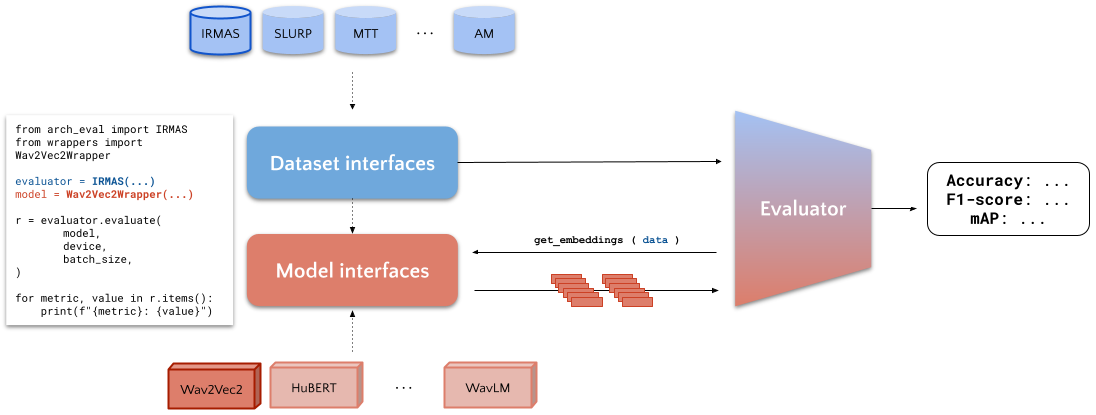 IRMAS
SLURP
MTT
...
AM
from arch_eval import IRMAS
from wrappers import
Wav2Vec2Wrapper
evaluator = IRMAS(...)
model = Wav2Vec2Wrapper(...)
r = evaluator.evaluate(
model,
device,
batch_size,
)
for metric, value in r.items():
print(f"{metric}: {value}")
Dataset interfaces
Model interfaces
get_embeddings ( data )
Evaluator
Accuracy: ...
F1-score: ...
mAP: ...
Wav2Vec2
HuBERT
...
WavLM